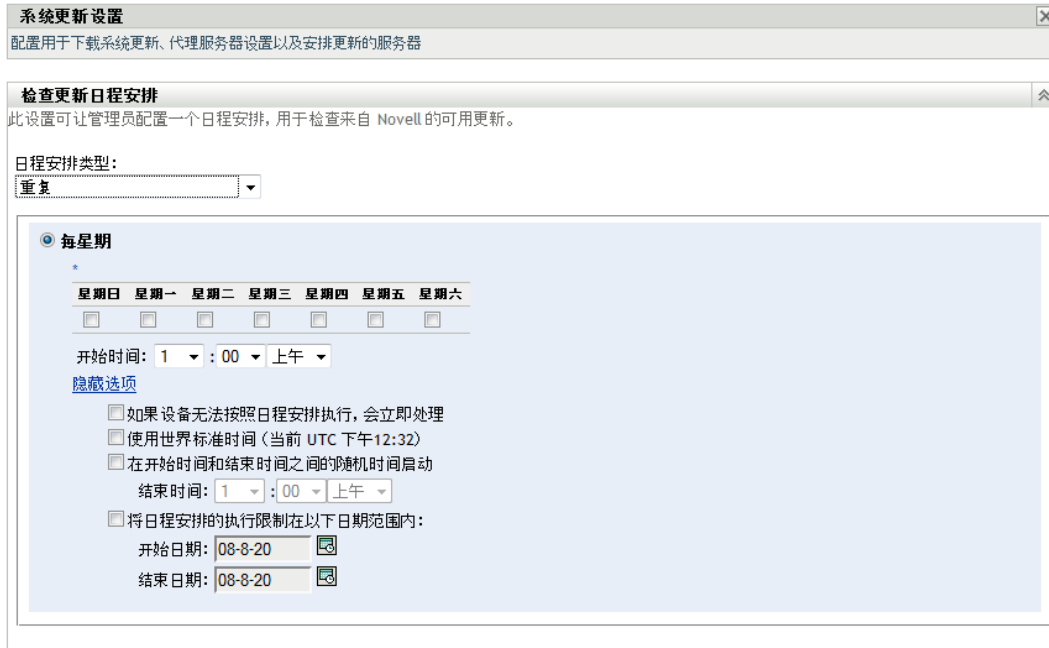 系统更新设置
配置用于下载系统更新、代理服务器设置以及安排更新的服务器
检查更新日程安排
此设置可让管理员配置一个日程安排, 用于检查来自 Novell 的可用更新。
日程安排类型:
重复
每星期
*
星期日 星期一 星期二 星期三 星期四 星期五 星期六
开始时间: 1 : 00 上午
隐藏选项
如果设备无法按照日程安排执行, 会立即处理
使用世界标准时间 (当前 UTC 下午12:32)
在开始时间和结束时间之间的随机时间启动
结束时间: 1 : 00 上午
将日程安排的执行限制在以下日期范围内:
开始日期: 08-8-20
结束日期: 08-8-20